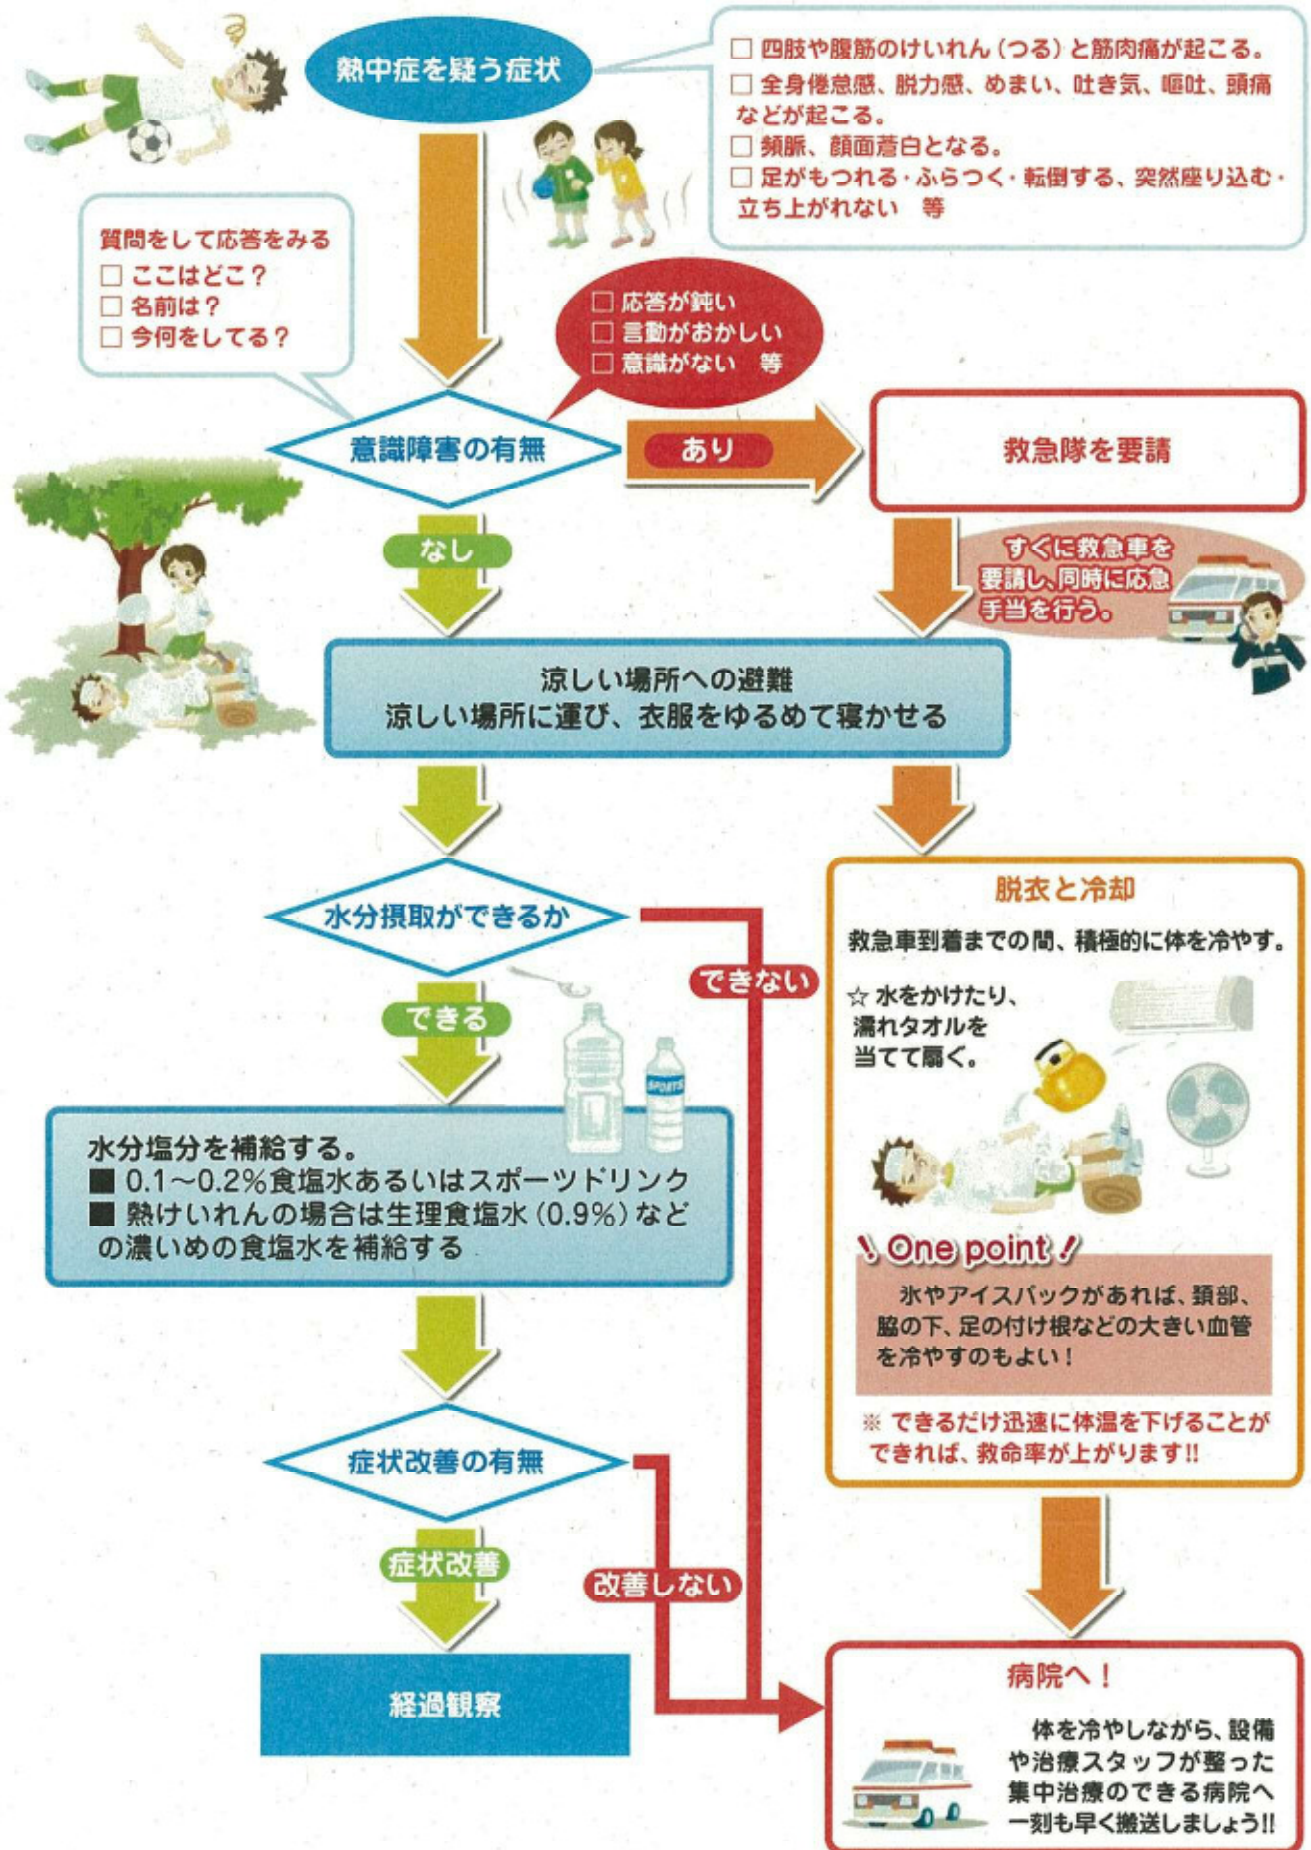 熱中症を疑う症状
□ 四肢や腹筋のけいれん（つる）と筋肉痛が起こる。
□ 全身倦怠感、脱力感、めまい、吐き気、嘔吐、頭痛
などが起こる。
□ 頻脈、顔面蒼白となる。
□ 足がもつれる・ふらつく・転倒する、突然座り込む・
立ち上がれない　等
質問をして応答をみる
□ ここはどこ？
□ 名前は？
□ 今何をしてる？
□ 応答が鈍い
□ 言動がおかしい
□ 意識がない　等
意識障害の有無
あり
救急隊を要請
なし
すぐに救急車を
要請し、同時に応急
手当を行う。
涼しい場所への避難
涼しい場所に運び、衣服をゆるめて寝かせる
水分摂取ができるか
できない
できる
SPORTS
水分塩分を補給する。
■ 0.1～0.2％食塩水あるいはスポーツドリンク
■ 熱けいれんの場合は生理食塩水（0.9％）など
の濃いめの食塩水を補給する
脱衣と冷却
救急車到着までの間、積極的に体を冷やす。
☆ 水をかけたり、
濡れタオルを
当てて扇ぐ。
One point
氷やアイスパックがあれば、頚部、
脇の下、足の付け根などの大きい血管
を冷やすのもよい！
※ できるだけ迅速に体温を下げることが
できれば、救命率が上がります!!
症状改善の有無
症状改善
改善しない
経過観察
病院へ！
体を冷やしながら、設備
や治療スタッフが整った
集中治療のできる病院へ
一刻も早く搬送しましょう!!